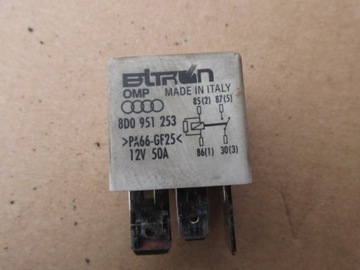 BITRON
OMP MADE IN ITALY
85(2) 87(5)
8D0 951 253
>PA66-GF25<
12V 50A
86(1) 30(3)